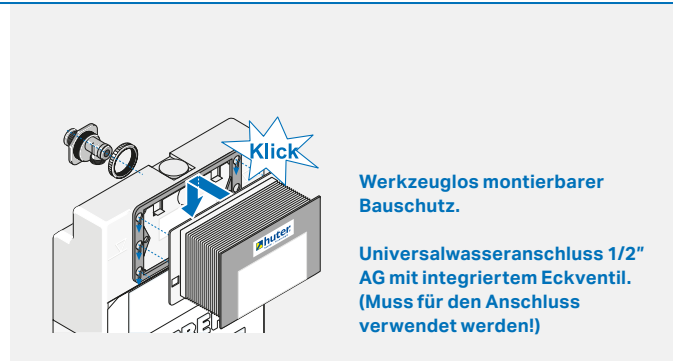 Klick
huter
Werkzeuglos montierbarer
Bauschutz.
Universalwasseranschluss 1/2"
AG mit integriertem Eckventil.
(Muss für den Anschluss
verwendet werden!)